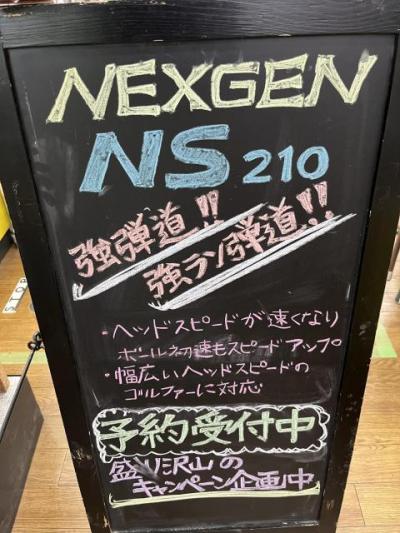 NEXGEN
NS 210
強弾道!!
強ラン弾道!!
・ヘッドスピードが速くなり
ボール初速もスピードアップ
・幅広いヘッドスピードの
ゴルファーに対応
予約受付中
盛り沢山の
キャンペーン企画中